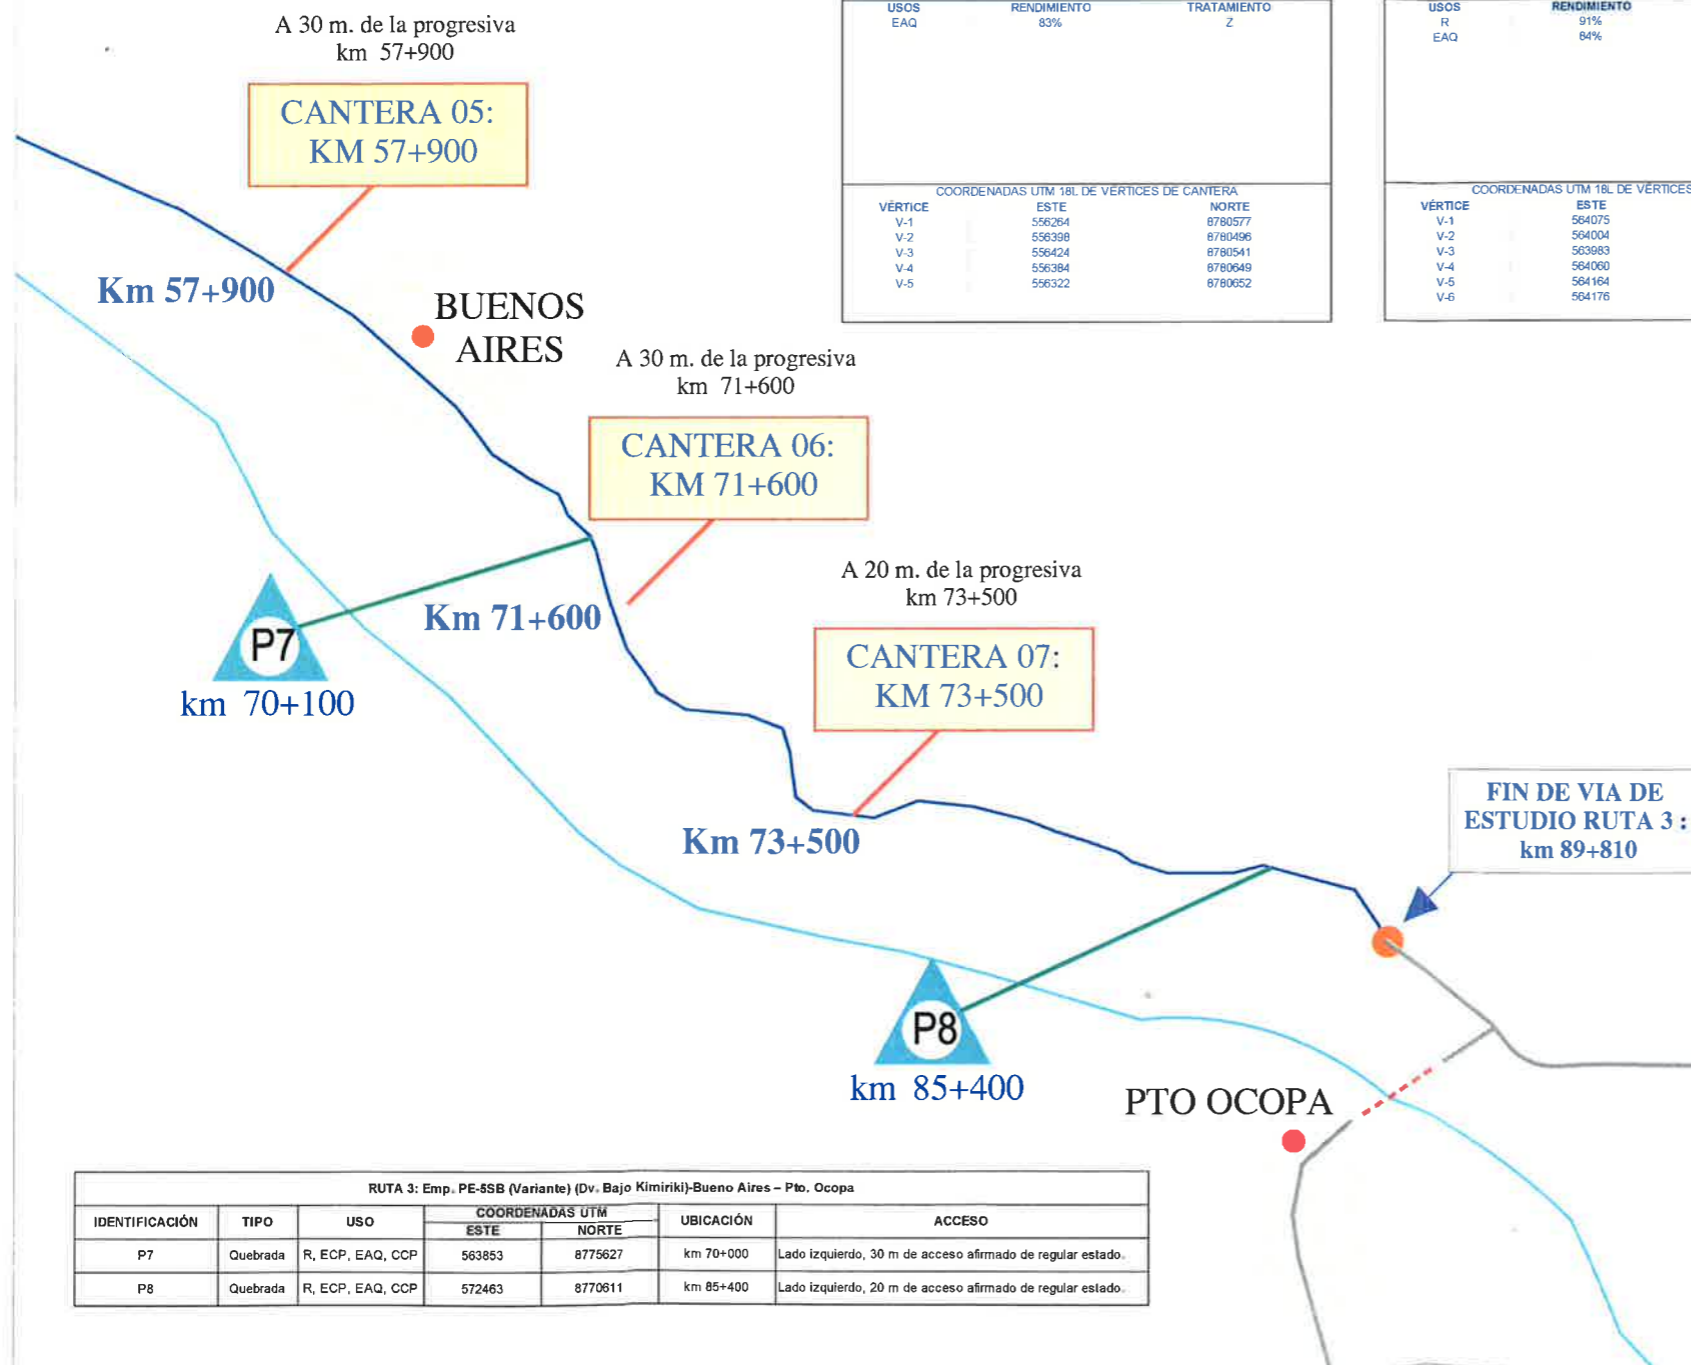 A 30 m. de la progresiva
km 57+900
CANTERA 05:
KM 57+900
Km 57+900
BUENOS
AIRES
USOS RENDIMIENTO TRATAMIENTO
EAQ 83% Z
COORDENADAS UTM 18L DE VÉRTICES DE CANTERA
VÉRTICE ESTE NORTE
V-1 556264 8780577
V-2 556398 8780496
V-3 556424 8780541
V-4 556384 8780649
V-5 556322 8780652
USOS RENDIMIENTO
R 91%
EAQ 84%
COORDENADAS UTM 18L DE VÉRTICES
VÉRTICE ESTE
V-1 564075
V-2 564004
V-3 563983
V-4 564060
V-5 564164
V-6 564176
A 30 m. de la progresiva
km 71+600
CANTERA 06:
KM 71+600
Km 71+600
P7
km 70+100
A 20 m. de la progresiva
km 73+500
CANTERA 07:
KM 73+500
Km 73+500
FIN DE VIA DE
ESTUDIO RUTA 3 :
km 89+810
P8
km 85+400
PTO OCOPA
RUTA 3: Emp. PE-5SB (Variante) (Dv. Bajo Kimiriki)-Bueno Aires – Pto. Ocopa
IDENTIFICACIÓN TIPO USO COORDENADAS UTM UBICACIÓN ACCESO
ESTE NORTE
P7 Quebrada R, ECP, EAQ, CCP 563853 8775627 km 70+000 Lado izquierdo, 30 m de acceso afirmado de regular estado.
P8 Quebrada R, ECP, EAQ, CCP 572463 8770611 km 85+400 Lado izquierdo, 20 m de acceso afirmado de regular estado.